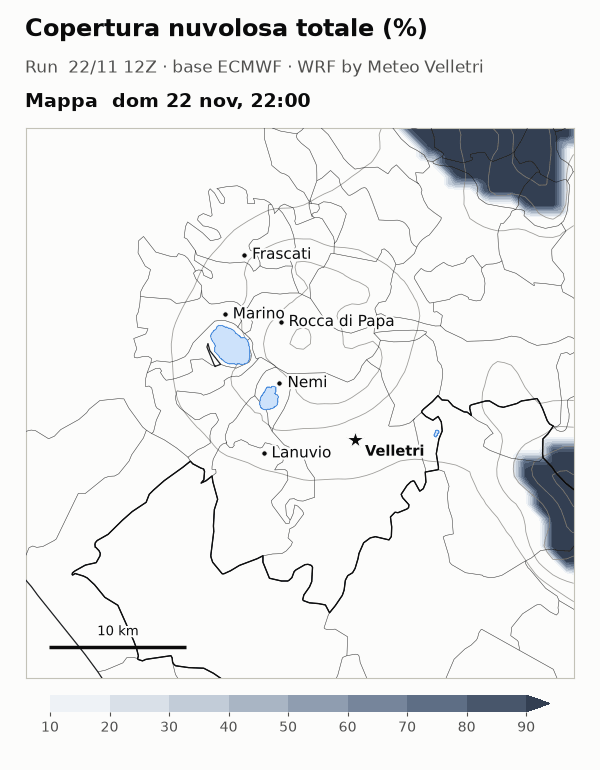 Copertura nuvolosa totale (%)
Run  22/11 12Z · base ECMWF · WRF by Meteo Velletri
Mappa  dom 22 nov, 22:00
Frascati
Marino
Rocca di Papa
Nemi
Velletri
Lanuvio
10 km
10 20 30 40 50 60 70 80 90